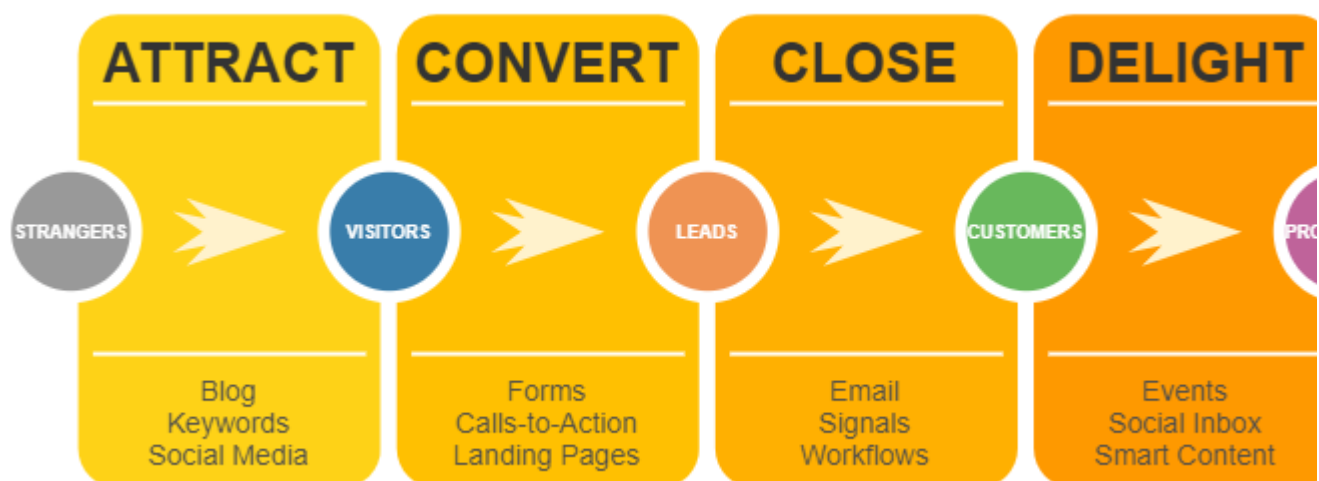 ATTRACT
CONVERT
CLOSE
DELIGHT
STRANGERS
VISITORS
LEADS
CUSTOMERS
Blog
Keywords
Social Media
Forms
Calls-to-Action
Landing Pages
Email
Signals
Workflows
Events
Social Inbox
Smart Content